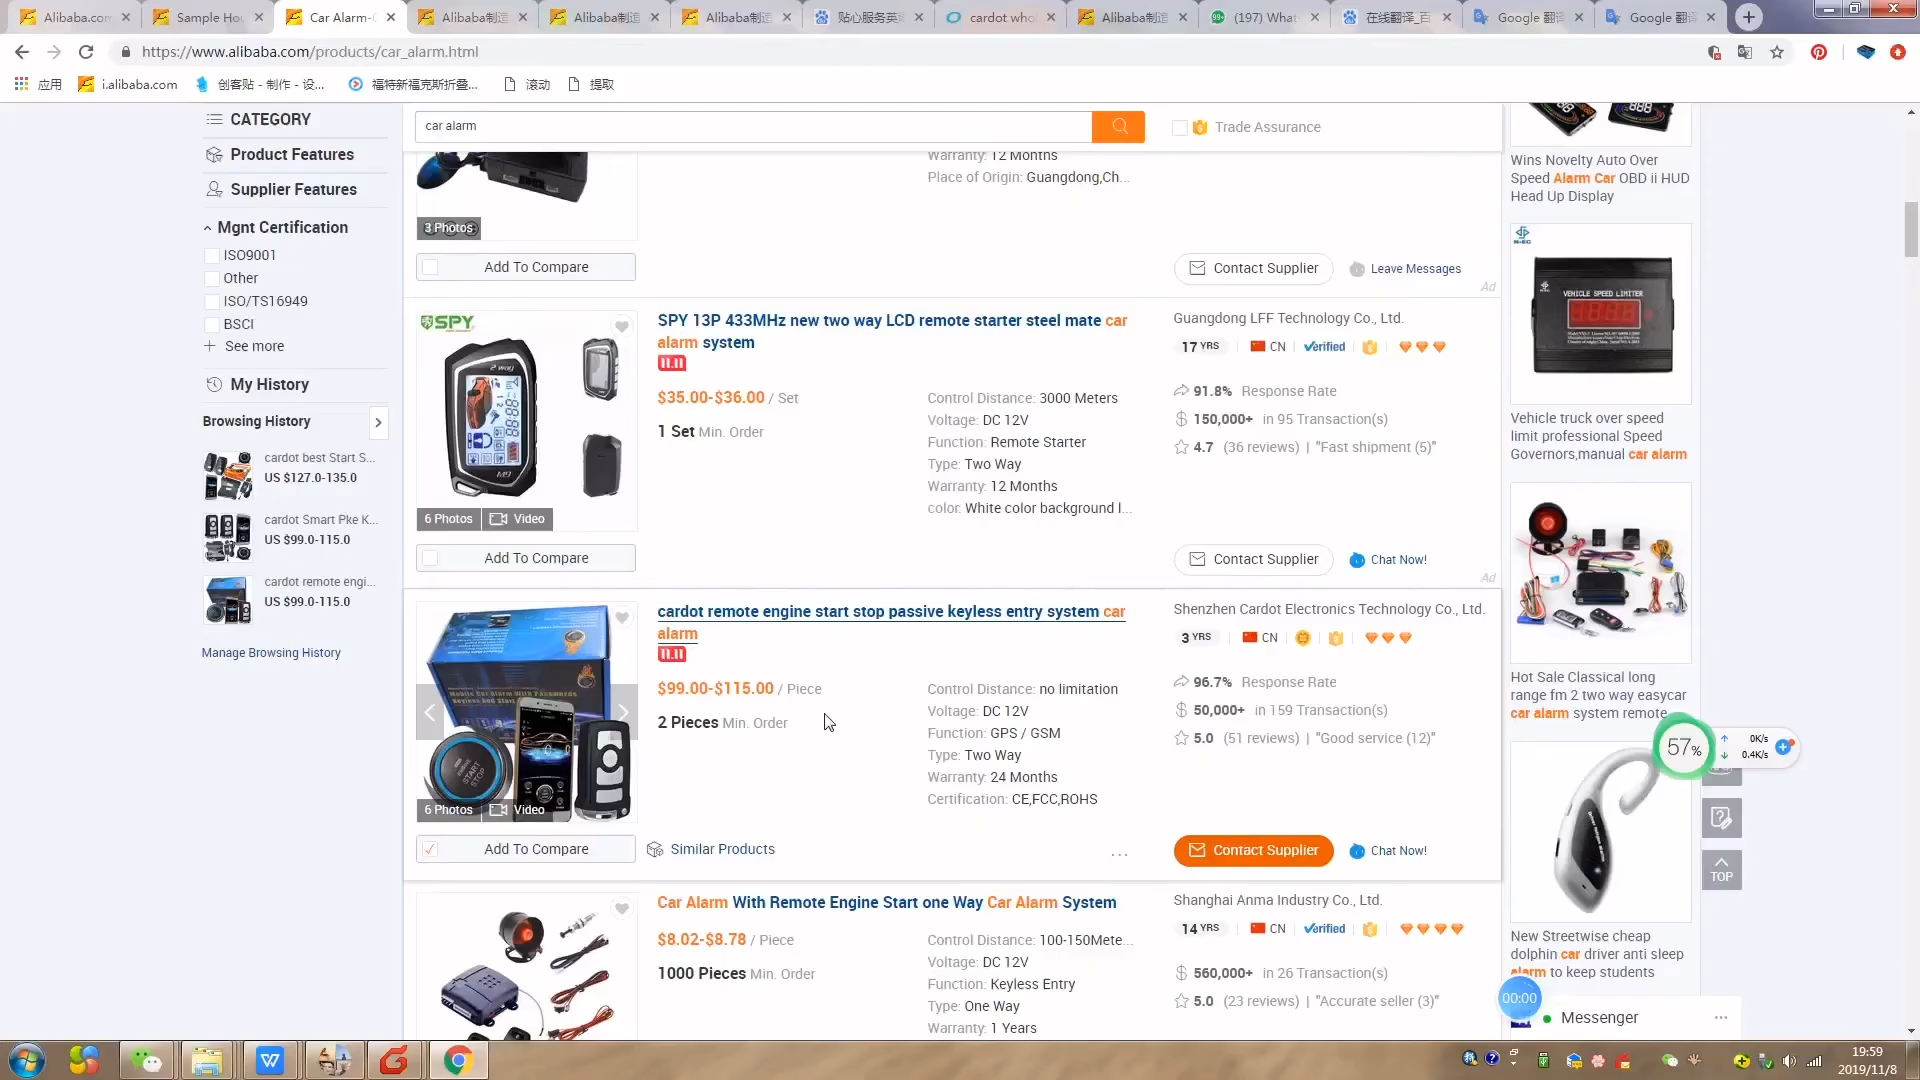 Alibaba.com
Sample Hou
Car Alarm-C
Alibaba制造
Alibaba制造
Alibaba制造
贴心服务英语
cardot whol
Alibaba制造
(197) What
在线翻译_百
Google 翻译
Google 翻译
https://www.alibaba.com/products/car_alarm.html
应用
i.alibaba.com
创客贴 - 制作 - 设...
福特新福克斯折叠...
滚动
提取
CATEGORY
Product Features
Supplier Features
Mgnt Certification
ISO9001
Other
ISO/TS16949
BSCI
See more
My History
Browsing History
cardot best Start S...
US $127.0-135.0
cardot Smart Pke K...
US $99.0-115.0
cardot remote engi...
US $99.0-115.0
Manage Browsing History
car alarm
Trade Assurance
Warranty: 12 Months
Place of Origin: Guangdong,Ch...
3 Photos
Add To Compare
Contact Supplier
Leave Messages
Ad
SPY
2 WAY
M9
6 Photos
Video
SPY 13P 433MHz new two way LCD remote starter steel mate car
alarm system
11.11
$35.00-$36.00 / Set
1 Set Min. Order
Control Distance: 3000 Meters
Voltage: DC 12V
Function: Remote Starter
Type: Two Way
Warranty: 12 Months
color: White color background l...
Guangdong LFF Technology Co., Ltd.
17 YRS
CN
Verified
91.8% Response Rate
150,000+ in 95 Transaction(s)
4.7 (36 reviews) | "Fast shipment (5)"
Add To Compare
Contact Supplier
Chat Now!
Ad
Mobile Car Alarm With Passwords
START
STOP
6 Photos
Video
cardot remote engine start stop passive keyless entry system car
alarm
11.11
$99.00-$115.00 / Piece
2 Pieces Min. Order
Control Distance: no limitation
Voltage: DC 12V
Function: GPS / GSM
Type: Two Way
Warranty: 24 Months
Certification: CE,FCC,ROHS
Shenzhen Cardot Electronics Technology Co., Ltd.
3 YRS
CN
96.7% Response Rate
50,000+ in 159 Transaction(s)
5.0 (51 reviews) | "Good service (12)"
Add To Compare
Similar Products
...
Contact Supplier
Chat Now!
Car Alarm With Remote Engine Start one Way Car Alarm System
$8.02-$8.78 / Piece
1000 Pieces Min. Order
Control Distance: 100-150Mete...
Voltage: DC 12V
Function: Keyless Entry
Type: One Way
Warranty: 1 Years
Shanghai Anma Industry Co., Ltd.
14 YRS
CN
Verified
560,000+ in 26 Transaction(s)
5.0 (23 reviews) | "Accurate seller (3)"
Wins Novelty Auto Over
Speed Alarm Car OBD ii HUD
Head Up Display
VEHICLE SPEED LIMITER
Vehicle truck over speed
limit professional Speed
Governors,manual car alarm
Hot Sale Classical long
range fm 2 two way easycar
car alarm system remote
57%
0K/s
0.4K/s
TOP
New Streetwise cheap
dolphin car driver anti sleep
alarm to keep students
00:00
Messenger
19:59
2019/11/8